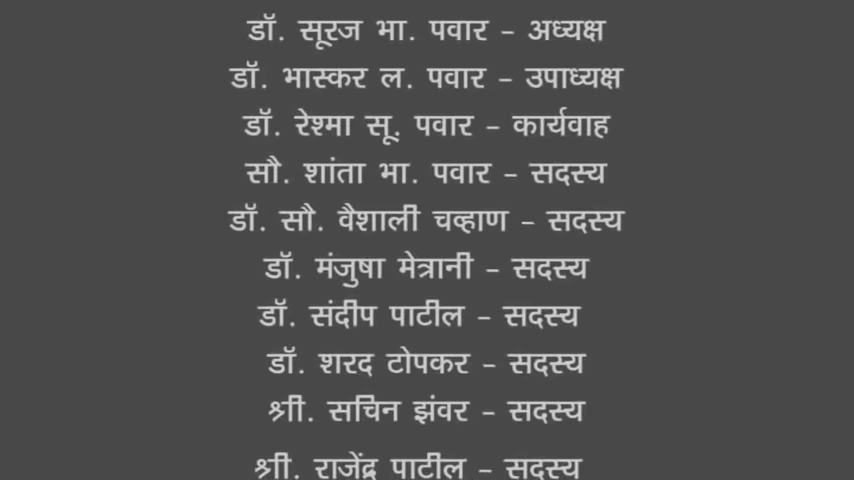 डॉ. सूरज भा. पवार – अध्यक्ष
डॉ. भास्कर ल. पवार – उपाध्यक्ष
डॉ. रेश्मा सू. पवार – कार्यवाह
सौ. शांता भा. पवार – सदस्य
डॉ. सौ. वैशाली चव्हाण – सदस्य
डॉ. मंजुषा मेत्रानी – सदस्य
डॉ. संदीप पाटील – सदस्य
डॉ. शरद टोपकर – सदस्य
श्री. सचिन झंवर – सदस्य
श्री. राजेंद्र पाटील – सदस्य